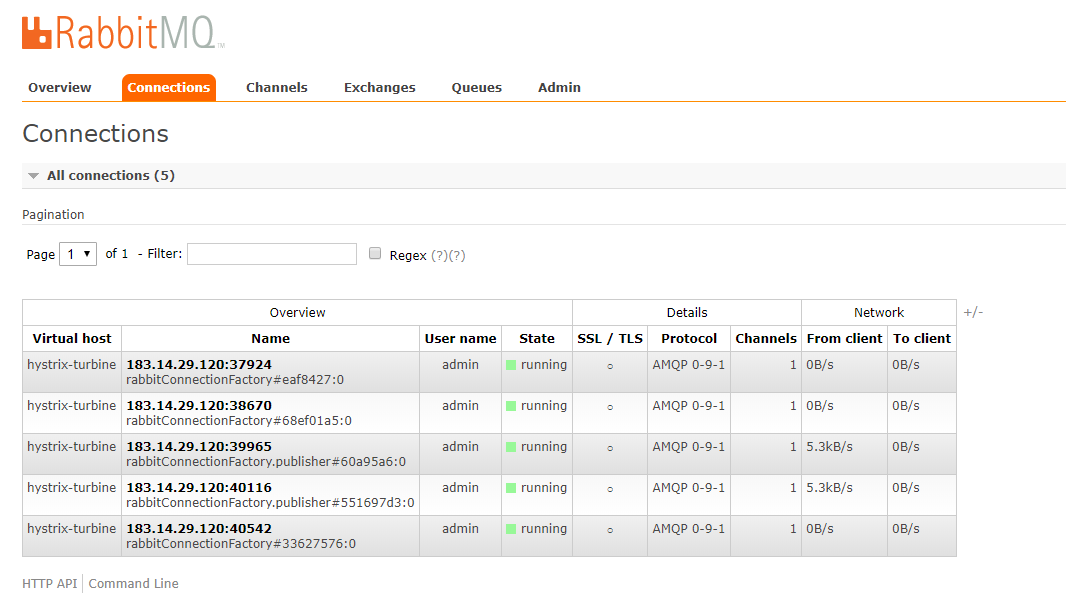 RabbitMQ TM
Overview Connections Channels Exchanges Queues Admin
Connections
All connections (5)
Pagination
Page 1 of 1 - Filter: Regex (?)(?)
Overview Details Network +/-
Virtual host Name User name State SSL / TLS Protocol Channels From client To client
hystrix-turbine 183.14.29.120:37924 admin running ○ AMQP 0-9-1 1 0B/s 0B/s
rabbitConnectionFactory#eaf8427:0
hystrix-turbine 183.14.29.120:38670 admin running ○ AMQP 0-9-1 1 0B/s 0B/s
rabbitConnectionFactory#68ef01a5:0
hystrix-turbine 183.14.29.120:39965 admin running ○ AMQP 0-9-1 1 5.3kB/s 0B/s
rabbitConnectionFactory.publisher#60a95a6:0
hystrix-turbine 183.14.29.120:40116 admin running ○ AMQP 0-9-1 1 5.3kB/s 0B/s
rabbitConnectionFactory.publisher#551697d3:0
hystrix-turbine 183.14.29.120:40542 admin running ○ AMQP 0-9-1 1 0B/s 0B/s
rabbitConnectionFactory#33627576:0
HTTP API Command Line